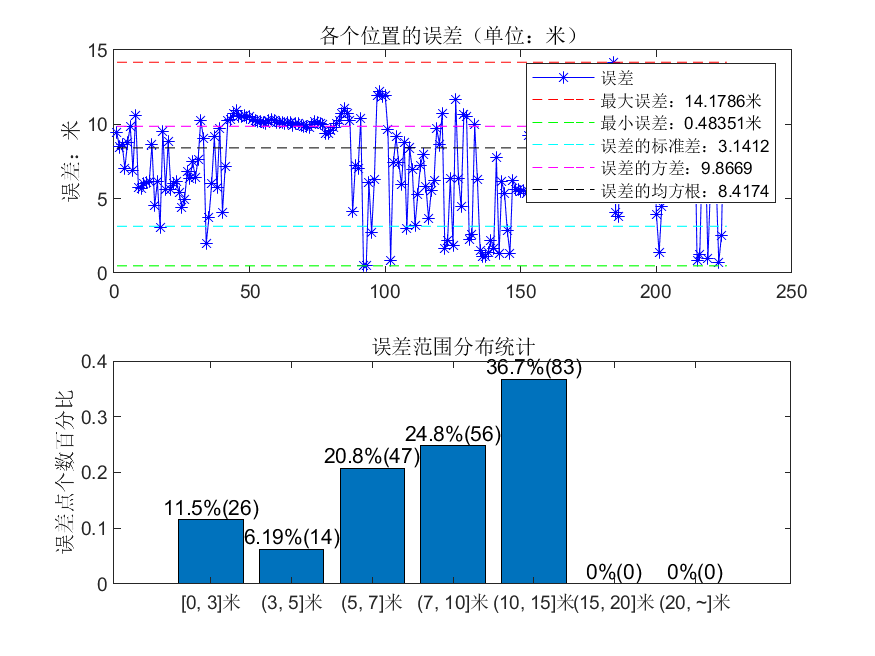 各个位置的误差（单位：米）
误差：米
15
10
5
0
0
50
100
150
200
250
误差
最大误差：14.1786米
最小误差：0.48351米
误差的标准差：3.1412
误差的方差：9.8669
误差的均方根：8.4174
误差范围分布统计
误差点个数百分比
0.4
0.3
0.2
0.1
0
11.5%(26)
6.19%(14)
20.8%(47)
24.8%(56)
36.7%(83)
0%(0)
0%(0)
[0, 3]米
(3, 5]米
(5, 7]米
(7, 10]米
(10, 15]米
(15, 20]米
(20, ~]米